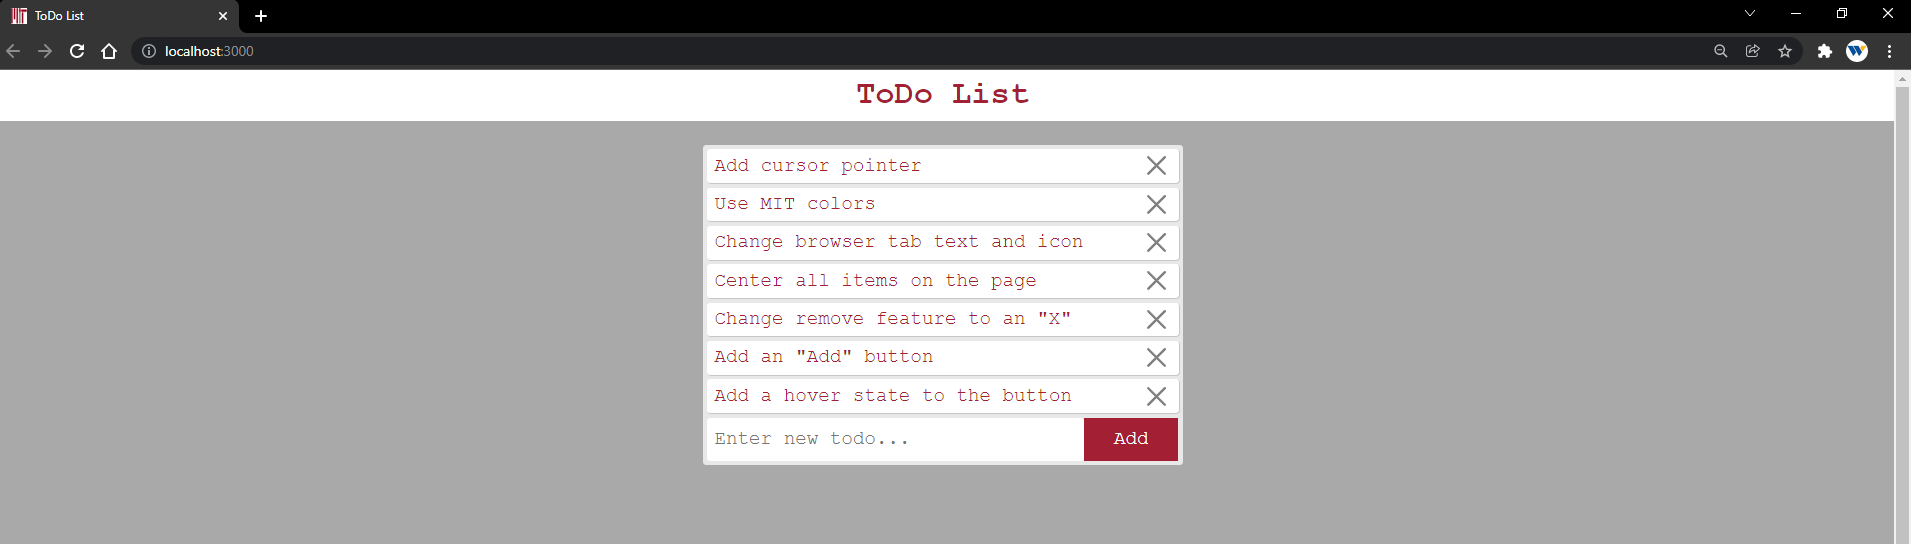 ToDo List
localhost:3000
ToDo List
Add cursor pointer
Use MIT colors
Change browser tab text and icon
Center all items on the page
Change remove feature to an "X"
Add an "Add" button
Add a hover state to the button
Enter new todo... Add